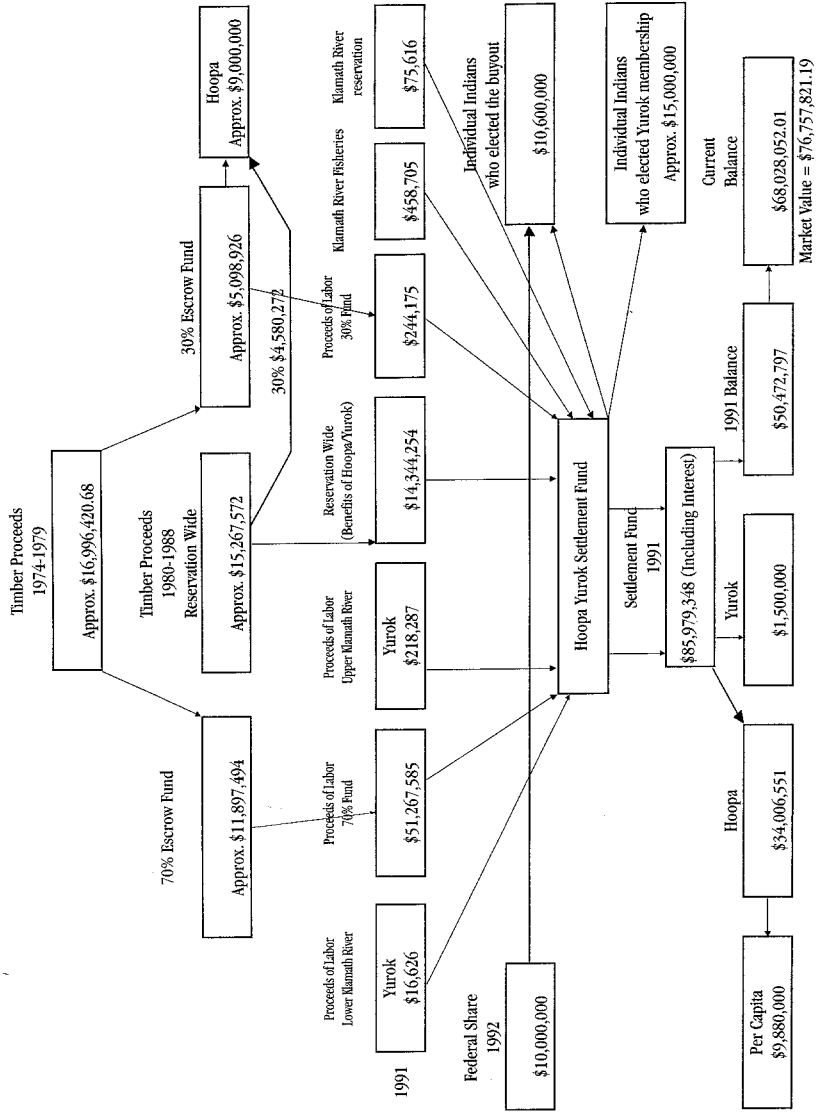 Timber Proceeds
1974-1979
Approx. $16,996,420.68
70% Escrow Fund
Approx. $11,897,494
Timber Proceeds
1980-1988
Reservation Wide
Approx. $15,267,572
30% Escrow Fund
Approx. $5,098,926
30% $4,580,272
Hoopa
Approx. $9,000,000
1991
Proceeds of Labor
Lower Klamath River
Yurok
$16,626
Proceeds of Labor
70% Fund
$51,267,585
Proceeds of Labor
Upper Klamath River
Yurok
$218,287
Reservation Wide
(Benefits of Hoopa/Yurok)
$14,344,254
Proceeds of Labor
30% Fund
$244,175
Klamath River Fisheries
$458,705
Klamath River
reservation
$75,616
Federal Share
1992
$10,000,000
Hoopa Yurok Settlement Fund
Individual Indians
who elected the buyout
$10,600,000
Individual Indians
who elected Yurok membership
Approx. $15,000,000
Settlement Fund
1991
$85,979,348 (Including Interest)
Per Capita
$9,880,000
Hoopa
$34,006,551
Yurok
$1,500,000
1991 Balance
$50,472,797
Current
Balance
$68,028,052.01
Market Value = $76,757,821.19